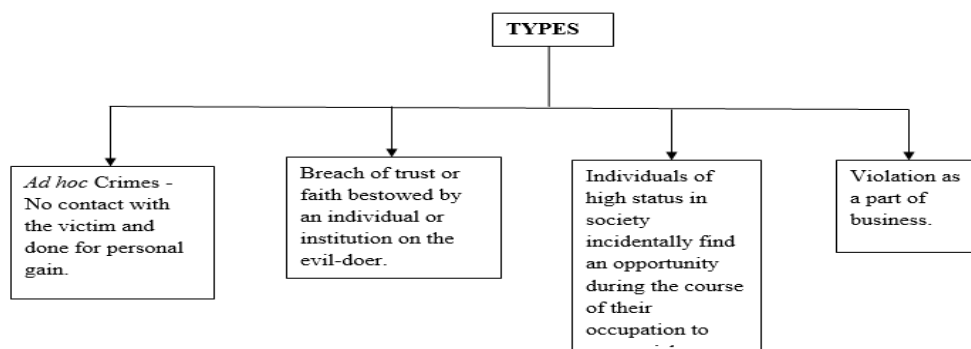 TYPES
Ad hoc Crimes -
No contact with
the victim and
done for personal
gain.
Breach of trust or
faith bestowed by
an individual or
institution on the
evil-doer.
Individuals of
high status in
society
incidentally find
an opportunity
during the course
of their
occupation to
Violation as
a part of
business.